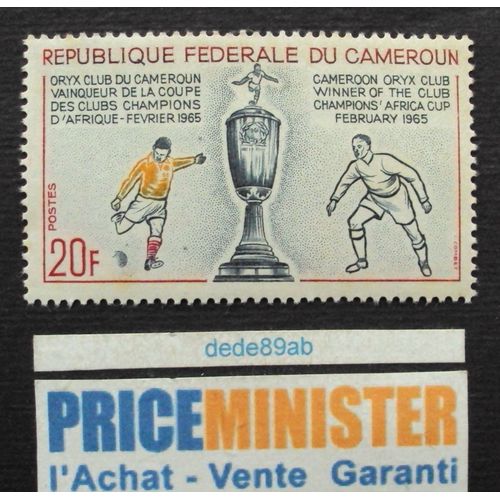 REPUBLIQUE FEDERALE DU CAMEROUN
ORYX CLUB DU CAMEROUN
VAINQUEUR DE LA COUPE
DES CLUBS CHAMPIONS
D'AFRIQUE-FEVRIER 1965
CAMEROON ORYX CLUB
WINNER OF THE CLUB
CHAMPIONS' AFRICA CUP
FEBRUARY 1965
POSTES
20F
COMBET
dede89ab
PRICEMINISTER
l'Achat - Vente Garanti